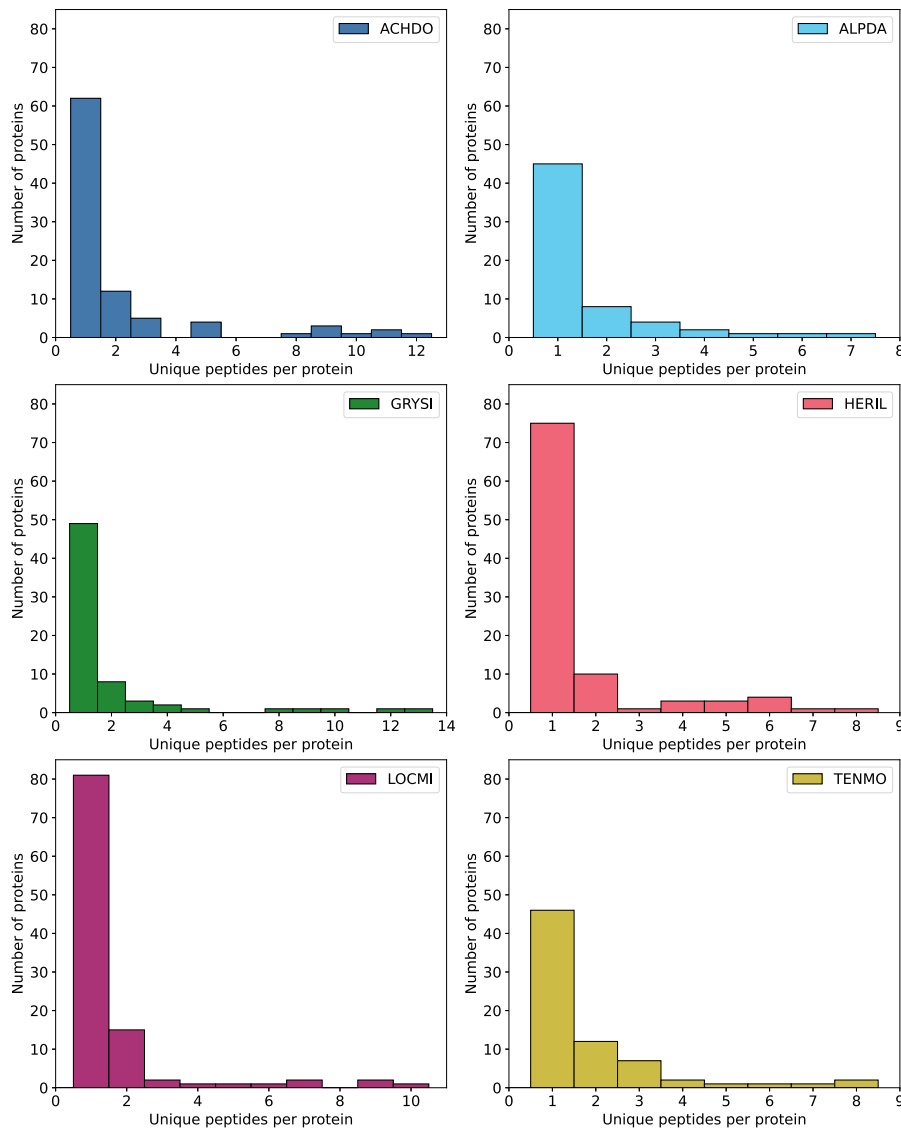 ACHDO
80
70
60
50
40
30
20
10
0
Number of proteins
0 2 4 6 8 10 12
Unique peptides per protein
ALPDA
80
70
60
50
40
30
20
10
0
Number of proteins
0 1 2 3 4 5 6 7 8
Unique peptides per protein
GRYSI
80
70
60
50
40
30
20
10
0
Number of proteins
0 2 4 6 8 10 12 14
Unique peptides per protein
HERIL
80
70
60
50
40
30
20
10
0
Number of proteins
0 1 2 3 4 5 6 7 8 9
Unique peptides per protein
LOCMI
80
70
60
50
40
30
20
10
0
Number of proteins
0 2 4 6 8 10
Unique peptides per protein
TENMO
80
70
60
50
40
30
20
10
0
Number of proteins
0 1 2 3 4 5 6 7 8 9
Unique peptides per protein